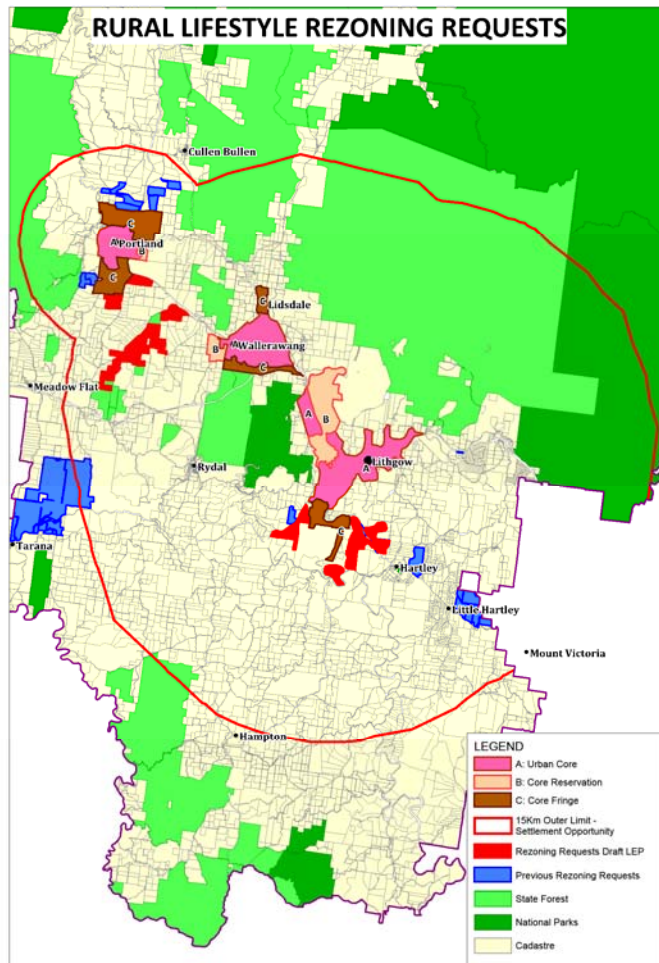 RURAL LIFESTYLE REZONING REQUESTS
Cullen Bullen
C
A Portland
B
C
C
Lidsdale
B
A Wallerawang
C
Meadow Flat
A
B
Rydal
A
Lithgow
C
Tarana
Hartley
Little Hartley
Mount Victoria
Hampton
LEGEND
A: Urban Core
B: Core Reservation
C: Core Fringe
15Km Outer Limit -
Settlement Opportunity
Rezoning Requests Draft LEP
Previous Rezoning Requests
State Forest
National Parks
Cadastre